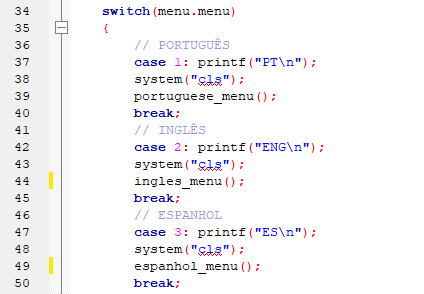 34 switch(menu.menu)
35 {
36 // PORTUGUÊS
37 case 1: printf("PT\n");
38 system("cls");
39 portuguese_menu();
40 break;
41 // INGLÊS
42 case 2: printf("ENG\n");
43 system("cls");
44 ingles_menu();
45 break;
46 // ESPANHOL
47 case 3: printf("ES\n");
48 system("cls");
49 espanhol_menu();
50 break;